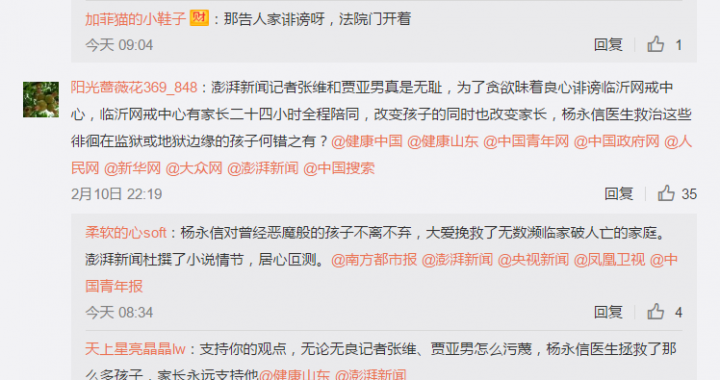 加菲猫的小鞋子 财：那告人家诽谤呀，法院门开着
今天 09:04 回复 1
阳光蔷薇花369_848：澎湃新闻记者张维和贾亚男真是无耻，为了贪欲昧着良心诽谤临沂网戒中
心，临沂网戒中心有家长二十四小时全程陪同，改变孩子的同时也改变家长，杨永信医生救治这些
徘徊在监狱或地狱边缘的孩子何错之有？@健康中国 @健康山东 @中国青年网 @中国政府网 @人
民网 @新华网 @大众网 @澎湃新闻 @中国搜索
2月10日 22:19 回复 35
柔软的心soft：杨永信对曾经恶魔般的孩子不离不弃，大爱挽救了无数濒临家破人亡的家庭。
澎湃新闻杜撰了小说情节，居心叵测。@南方都市报 @澎湃新闻 @央视新闻 @凤凰卫视 @中
国青年报
今天 08:34 回复 4
天上星亮晶晶lw：支持你的观点，无论无良记者张维、贾亚男怎么污蔑，杨永信医生拯救了那
么多孩子，家长永远支持他@健康山东 @澎湃新闻